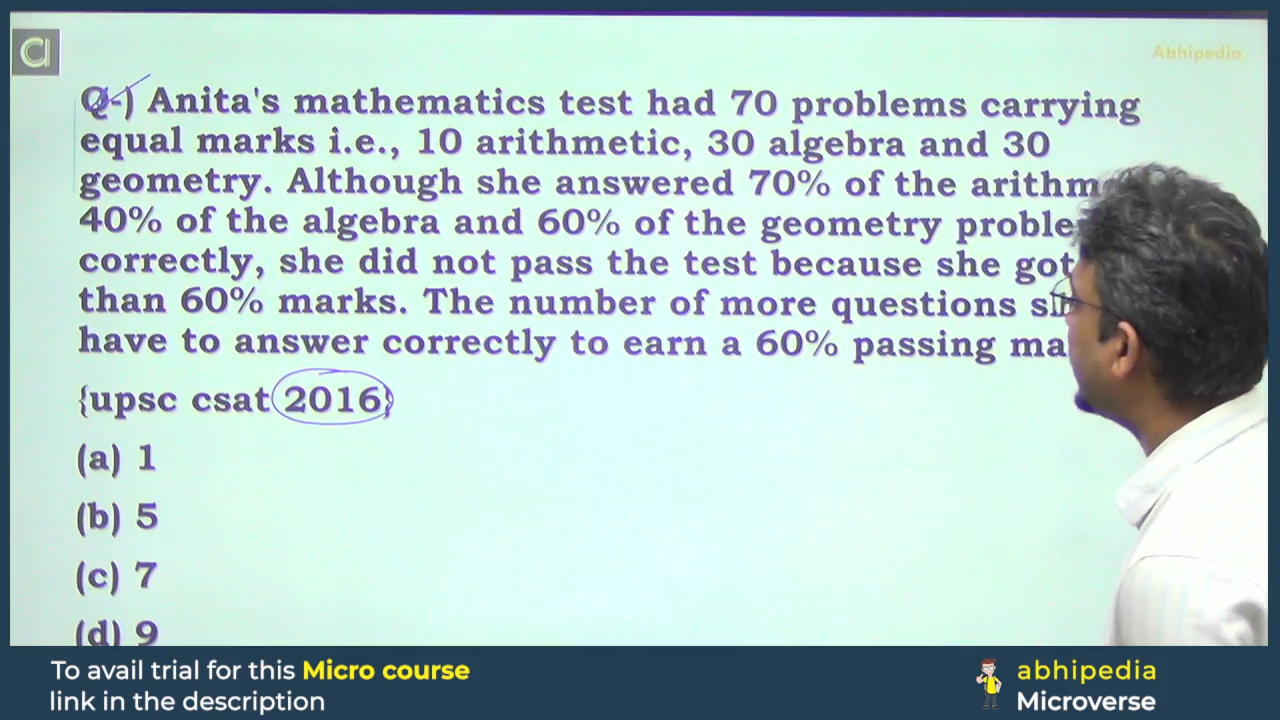 Abhipedia
Q-) Anita's mathematics test had 70 problems carrying
equal marks i.e., 10 arithmetic, 30 algebra and 30
geometry. Although she answered 70% of the
40% of the algebra and 60% of the geometry
correctly, she did not pass the test because she got
than 60% marks. The number of more questions
have to answer correctly to earn a 60% passing
{upsc csat 2016}
(a) 1
(b) 5
(c) 7
(d) 9
To avail trial for this Micro course
link in the description
abhipedia
Microverse